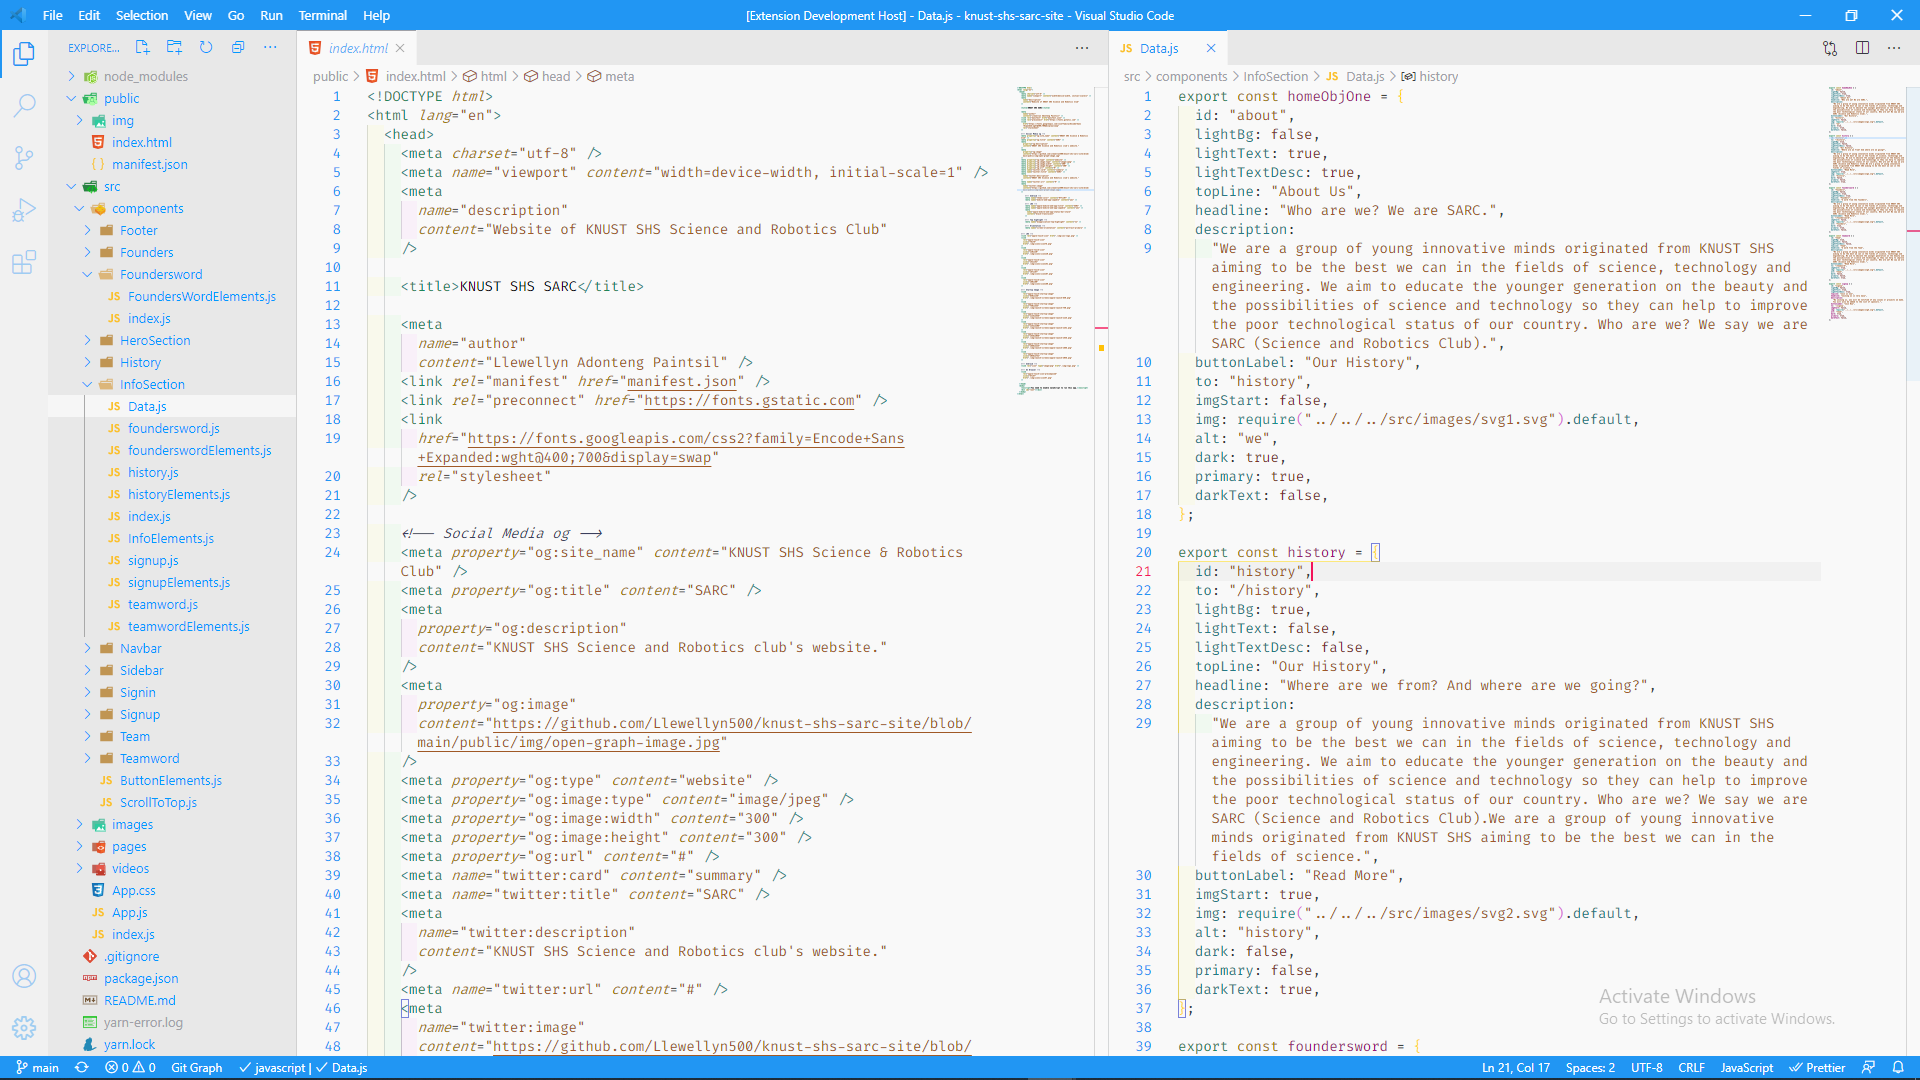 File Edit Selection View Go Run Terminal Help
[Extension Development Host] - Data.js - knust-shs-sarc-site - Visual Studio Code
EXPLORE...
node_modules
public
img
index.html
manifest.json
src
components
Footer
Founders
Foundersword
FoundersWordElements.js
index.js
HeroSection
History
InfoSection
Data.js
foundersword.js
founderswordElements.js
history.js
historyElements.js
index.js
InfoElements.js
signup.js
signupElements.js
teamword.js
teamwordElements.js
Navbar
Sidebar
Signin
Signup
Team
Teamword
ButtonElements.js
ScrollToTop.js
images
pages
videos
App.css
App.js
index.js
.gitignore
package.json
README.md
yarn-error.log
yarn.lock
index.html
public > index.html > html > head > meta
1 <!DOCTYPE html>
2 <html lang="en">
3 <head>
4 <meta charset="utf-8" />
5 <meta name="viewport" content="width=device-width, initial-scale=1" />
6 <meta
7 name="description"
8 content="Website of KNUST SHS Science and Robotics Club"
9 />
10
11 <title>KNUST SHS SARC</title>
12
13 <meta
14 name="author"
15 content="Llewellyn Adonteng Paintsil" />
16 <link rel="manifest" href="manifest.json" />
17 <link rel="preconnect" href="https://fonts.gstatic.com" />
18 <link
19 href="https://fonts.googleapis.com/css2?family=Encode+Sans
+Expanded:wght@400;700&display=swap"
20 rel="stylesheet"
21 />
22
23 <!-- Social Media og -->
24 <meta property="og:site_name" content="KNUST SHS Science & Robotics
Club" />
25 <meta property="og:title" content="SARC" />
26 <meta
27 property="og:description"
28 content="KNUST SHS Science and Robotics club's website."
29 />
30 <meta
31 property="og:image"
32 content="https://github.com/Llewellyn500/knust-shs-sarc-site/blob/
main/public/img/open-graph-image.jpg"
33 />
34 <meta property="og:type" content="website" />
35 <meta property="og:image:type" content="image/jpeg" />
36 <meta property="og:image:width" content="300" />
37 <meta property="og:image:height" content="300" />
38 <meta property="og:url" content="#" />
39 <meta name="twitter:card" content="summary" />
40 <meta name="twitter:title" content="SARC" />
41 <meta
42 name="twitter:description"
43 content="KNUST SHS Science and Robotics club's website."
44 />
45 <meta name="twitter:url" content="#" />
46 <meta
47 name="twitter:image"
48 content="https://github.com/Llewellyn500/knust-shs-sarc-site/blob/
Data.js
src > components > InfoSection > Data.js > history
1 export const homeObjOne = {
2 id: "about",
3 lightBg: false,
4 lightText: true,
5 lightTextDesc: true,
6 topLine: "About Us",
7 headline: "Who are we? We are SARC.",
8 description:
9 "We are a group of young innovative minds originated from KNUST SHS
aiming to be the best we can in the fields of science, technology and
engineering. We aim to educate the younger generation on the beauty and
the possibilities of science and technology so they can help to improve
the poor technological status of our country. Who are we? We say we are
SARC (Science and Robotics Club).",
10 buttonLabel: "Our History",
11 to: "history",
12 imgStart: false,
13 img: require("../../../src/images/svg1.svg").default,
14 alt: "we",
15 dark: true,
16 primary: true,
17 darkText: false,
18 };
19
20 export const history = {
21 id: "history",
22 to: "/history",
23 lightBg: true,
24 lightText: false,
25 lightTextDesc: false,
26 topLine: "Our History",
27 headline: "Where are we from? And where are we going?",
28 description:
29 "We are a group of young innovative minds originated from KNUST SHS
aiming to be the best we can in the fields of science, technology and
engineering. We aim to educate the younger generation on the beauty and
the possibilities of science and technology so they can help to improve
the poor technological status of our country. Who are we? We say we are
SARC (Science and Robotics Club).We are a group of young innovative
minds originated from KNUST SHS aiming to be the best we can in the
fields of science.",
30 buttonLabel: "Read More",
31 imgStart: true,
32 img: require("../../../src/images/svg2.svg").default,
33 alt: "history",
34 dark: false,
35 primary: false,
36 darkText: true,
37 };
38
39 export const foundersword = {
Activate Windows
Go to Settings to activate Windows.
main 0 0 Git Graph javascript | Data.js
Ln 21, Col 17 Spaces: 2 UTF-8 CRLF JavaScript Prettier